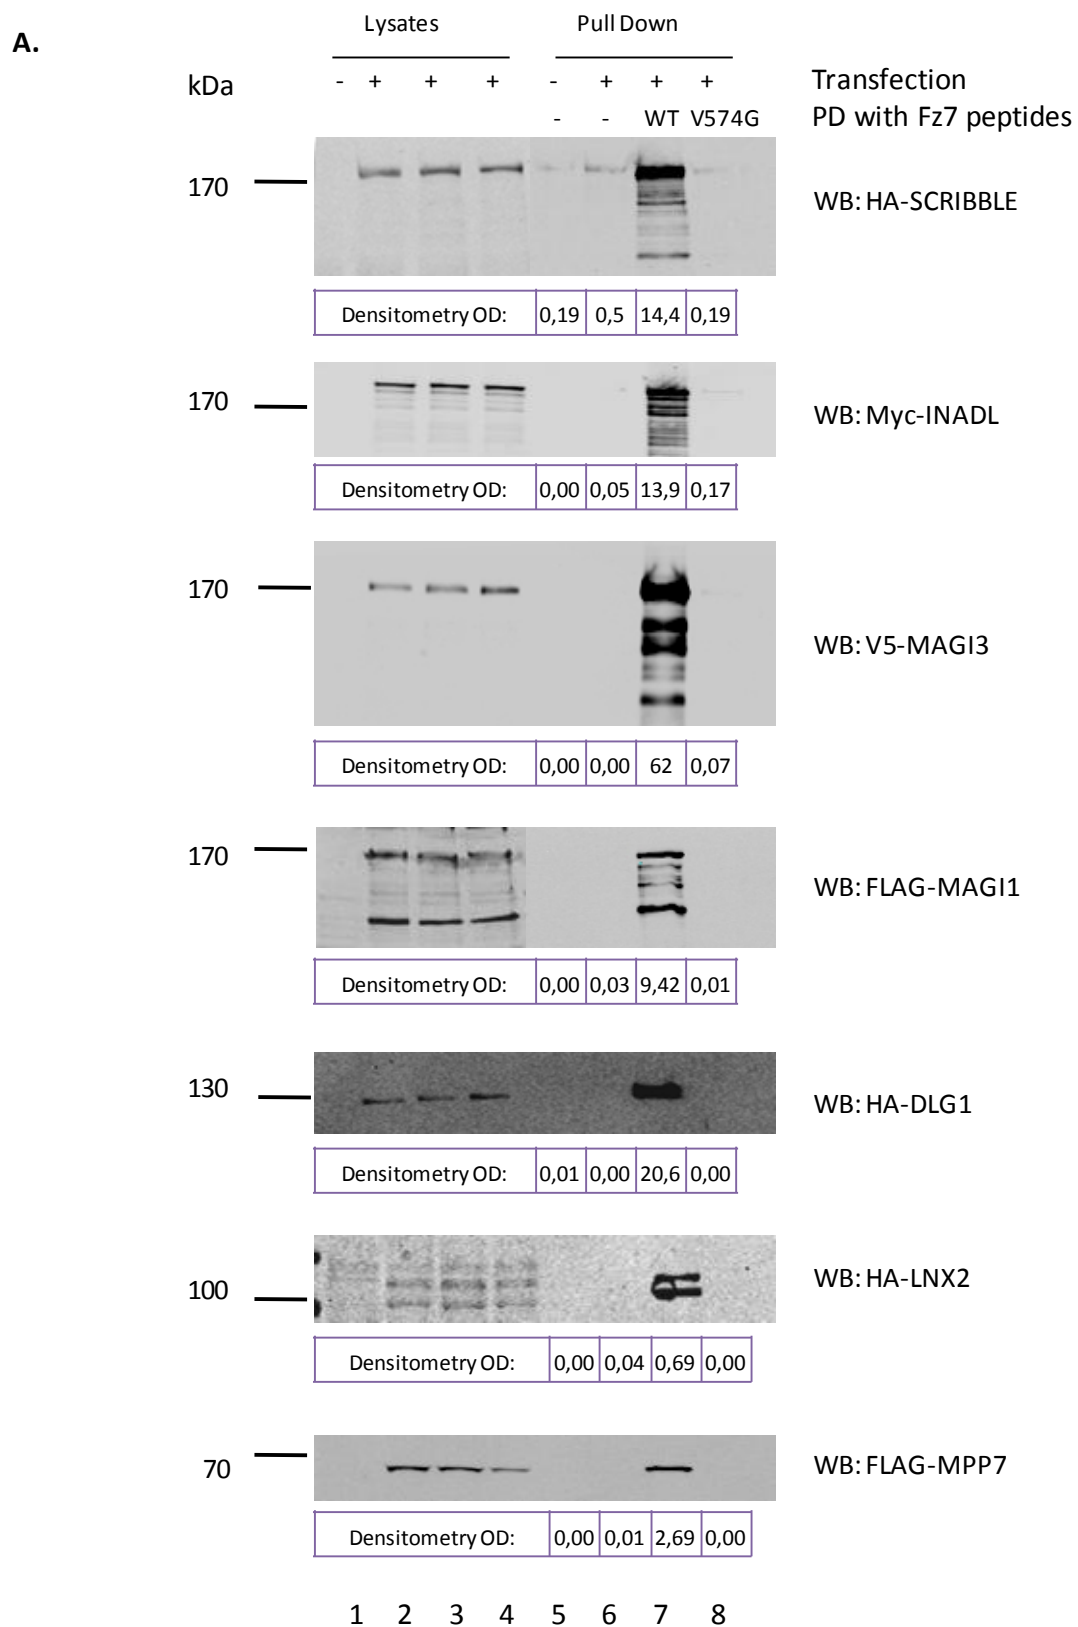 A.
Lysates Pull Down
kDa - + + + - + + + Transfection
- - WT V574G PD with Fz7 peptides
170 WB: HA-SCRIBBLE
Densitometry OD: 0,19 0,5 14,4 0,19
170 WB: Myc-INADL
Densitometry OD: 0,00 0,05 13,9 0,17
170 WB: V5-MAGI3
Densitometry OD: 0,00 0,00 62 0,07
170 WB: FLAG-MAGI1
Densitometry OD: 0,00 0,03 9,42 0,01
130 WB: HA-DLG1
Densitometry OD: 0,01 0,00 20,6 0,00
100 WB: HA-LNX2
Densitometry OD: 0,00 0,04 0,69 0,00
70 WB: FLAG-MPP7
Densitometry OD: 0,00 0,01 2,69 0,00
1 2 3 4 5 6 7 8